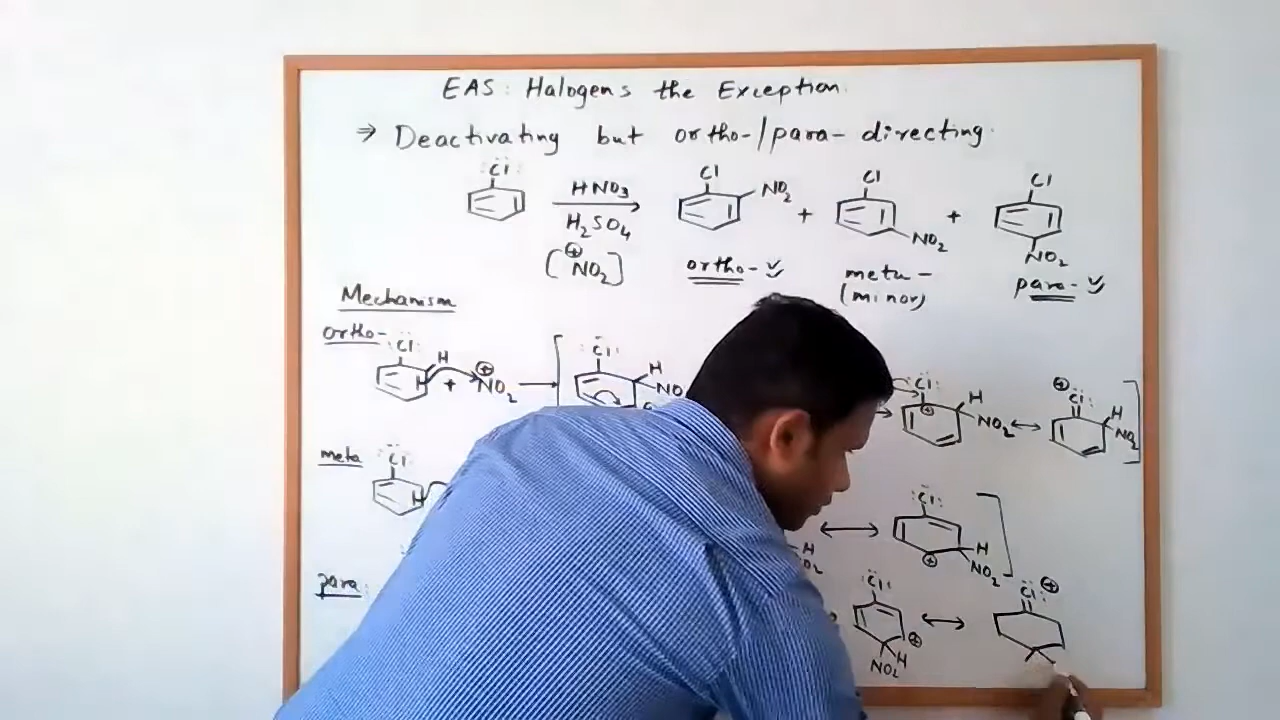 EAS: Halogens the Exception.
⇒ Deactivating but ortho-/para- directing.
:Cl: HNO3 Cl NO2 + Cl NO2 + Cl NO2
H2SO4
[⊕NO2] ortho- meta- (minor) para-
Mechanism
ortho- :Cl: H H + ⊕NO2 → :Cl: H NO :Cl: ⊕ H NO2 ↔ ⊕ Cl: H NO2
meta :Cl: H H NO2 ↔ :Cl: ⊕ H NO2
para: :Cl: ⊕ H NO2 ↔ Cl: ⊕